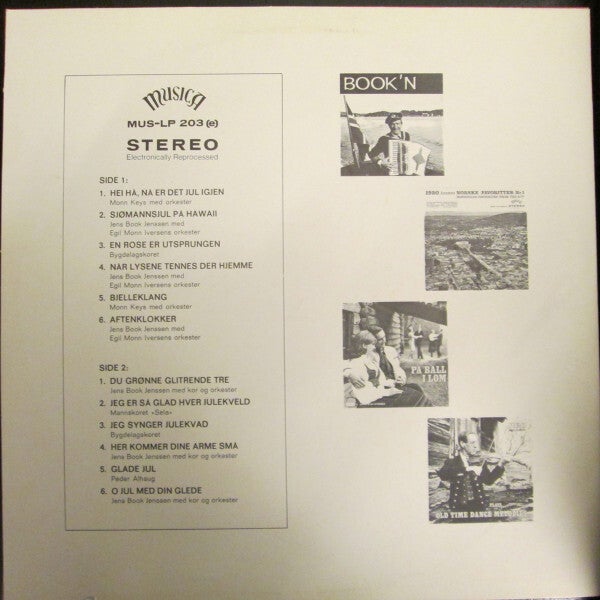 MUSICA
MUS-LP 203 (e)
STEREO
Electronically Reprocessed
SIDE 1:
1. HEI HÅ, NÅ ER DET JUL IGJEN
Monn Keys med orkester
2. SJØMANNSJUL PÅ HAWAII
Jens Book Jenssen med
Egil Monn Iversens orkester
3. EN ROSE ER UTSPRUNGEN
Bygdelagskoret
4. NÅR LYSENE TENNES DER HJEMME
Jens Book Jenssen med
Egil Monn Iversens orkester
5. BJELLEKLANG
Monn Keys med orkester
6. AFTENKLOKKER
Jens Book Jenssen med
Egil Monn Iversens orkester
SIDE 2:
1. DU GRØNNE GLITRENDE TRE
Jens Book Jenssen med kor og orkester
2. JEG ER SÅ GLAD HVER JULEKVELD
Mannskoret «Bela»
3. JEG SYNGER JULEKVAD
Bygdelagskoret
4. HER KOMMER DINE ARME SMÅ
Jens Book Jenssen med kor og orkester
5. GLADE JUL
Peder Alhaug
6. O JUL MED DIN GLEDE
Jens Book Jenssen med kor og orkester
BOOK'N
NORSKE FAVORITTER Nr. 1
PÅ BALL
I LOM
PLAYS
OLD TIME DANCE MELODIES